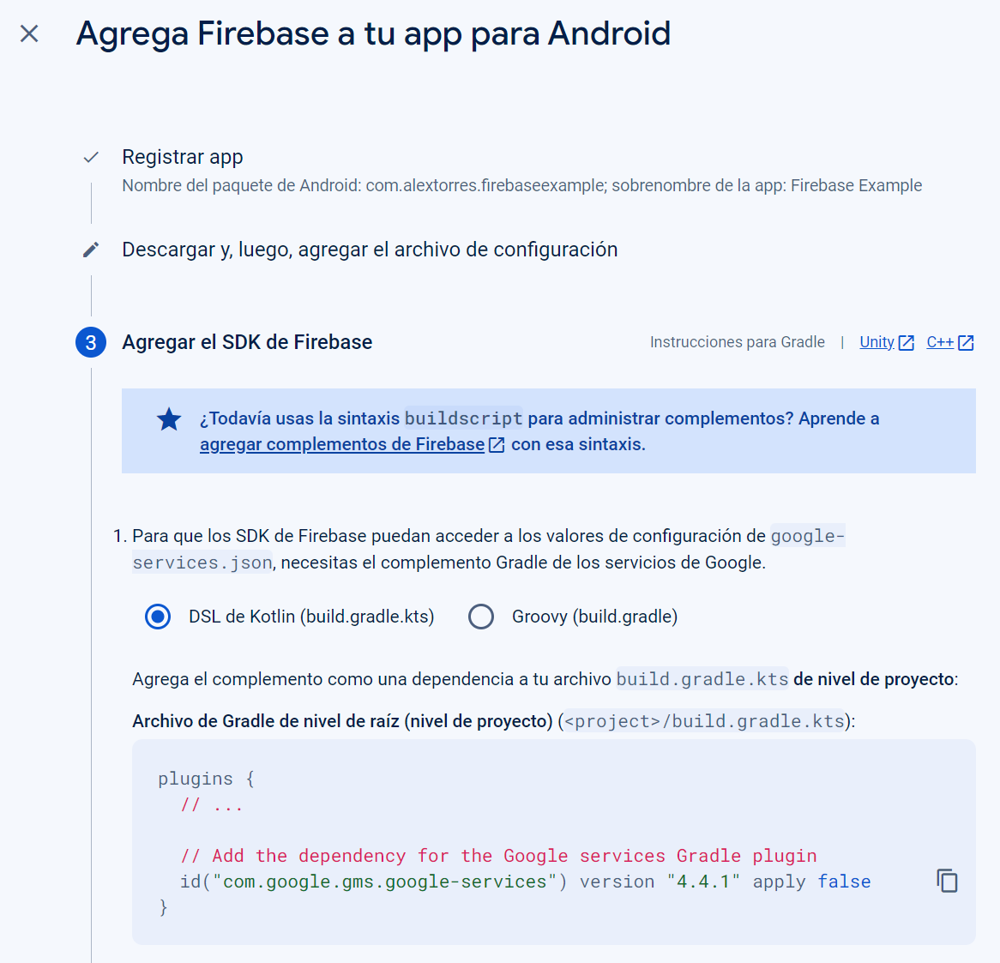 Agrega Firebase a tu app para Android
Registrar app
Nombre del paquete de Android: com.alextorres.firebaseexample; sobrenombre de la app: Firebase Example
Descargar y, luego, agregar el archivo de configuración
3 Agregar el SDK de Firebase Instrucciones para Gradle | Unity C++
¿Todavía usas la sintaxis buildscript para administrar complementos? Aprende a
agregar complementos de Firebase con esa sintaxis.
1. Para que los SDK de Firebase puedan acceder a los valores de configuración de google-
services.json, necesitas el complemento Gradle de los servicios de Google.
DSL de Kotlin (build.gradle.kts) Groovy (build.gradle)
Agrega el complemento como una dependencia a tu archivo build.gradle.kts de nivel de proyecto:
Archivo de Gradle de nivel de raíz (nivel de proyecto) (<project>/build.gradle.kts):
plugins {
// ...
// Add the dependency for the Google services Gradle plugin
id("com.google.gms.google-services") version "4.4.1" apply false
}